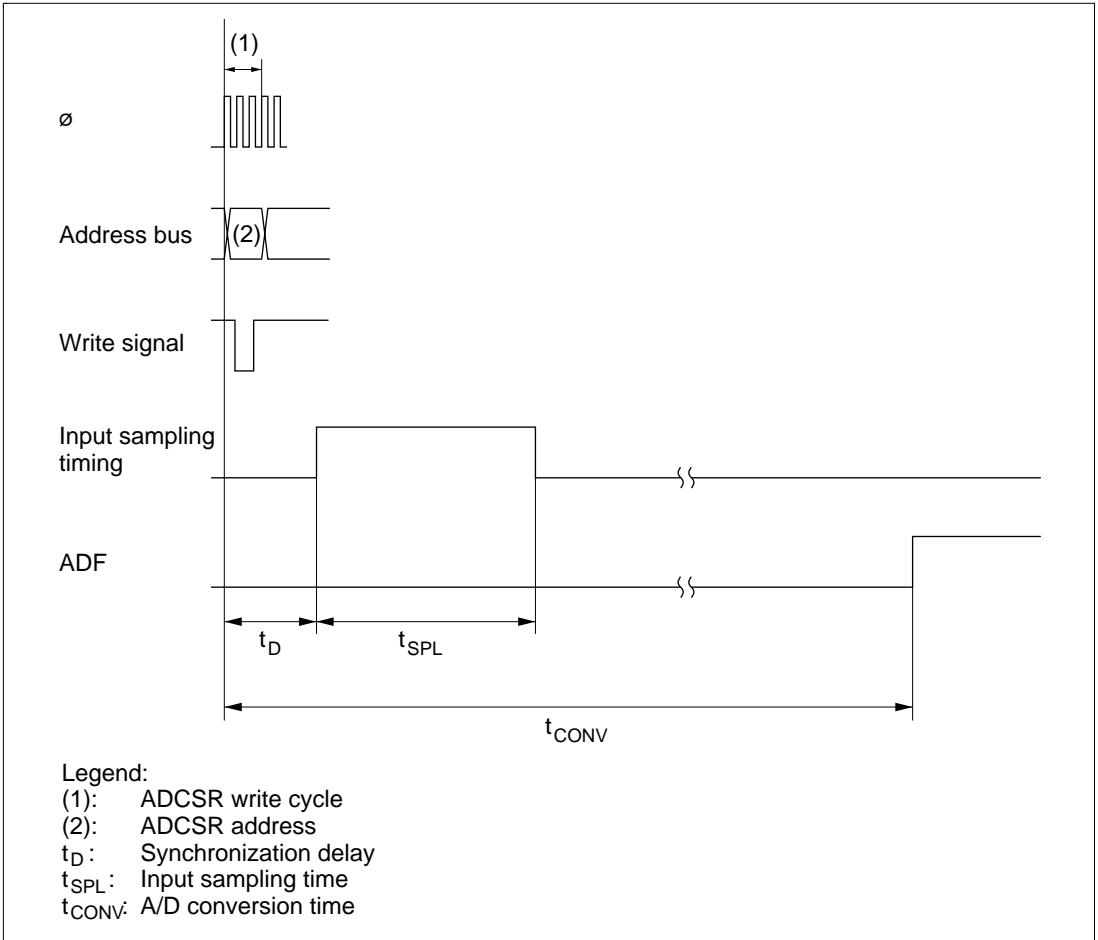 (1)
ø
Address bus
(2)
Write signal
Input sampling
timing
ADF
tD
tSPL
tCONV
Legend:
(1): ADCSR write cycle
(2): ADCSR address
tD : Synchronization delay
tSPL : Input sampling time
tCONV: A/D conversion time